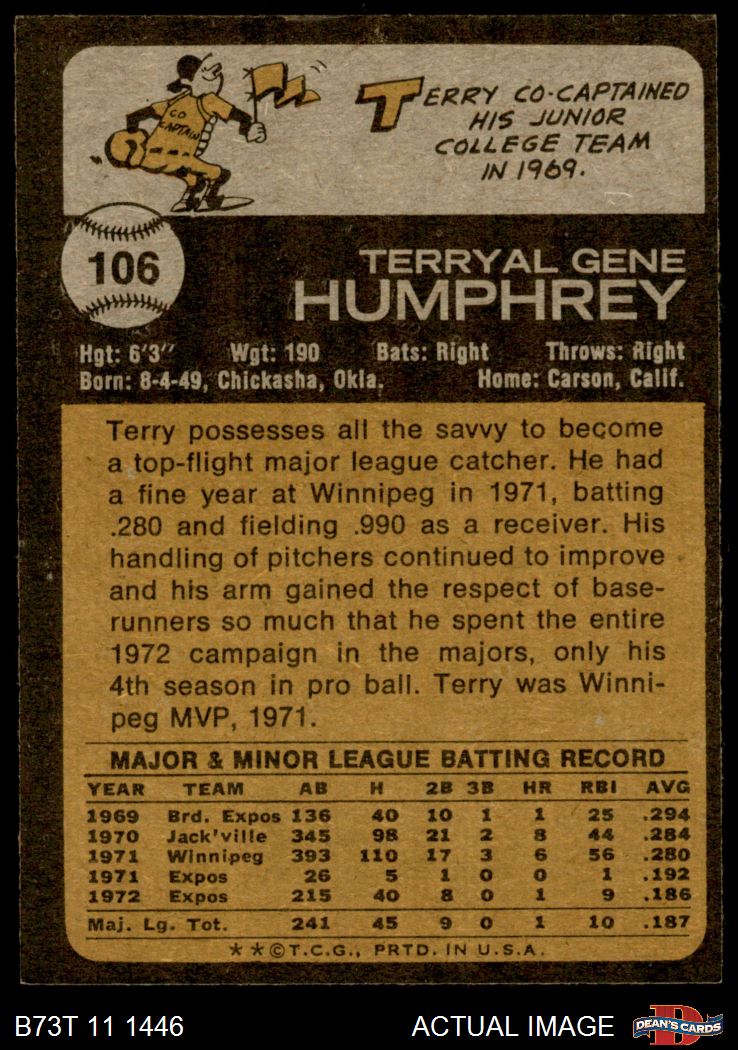 CO
CAPTAIN
TERRY CO-CAPTAINED
HIS JUNIOR
COLLEGE TEAM
IN 1969.
106
TERRYAL GENE
HUMPHREY
Hgt: 6'3" Wgt: 190 Bats: Right Throws: Right
Born: 8-4-49, Chickasha, Okla. Home: Carson, Calif.
Terry possesses all the savvy to become
a top-flight major league catcher. He had
a fine year at Winnipeg in 1971, batting
.280 and fielding .990 as a receiver. His
handling of pitchers continued to improve
and his arm gained the respect of base-
runners so much that he spent the entire
1972 campaign in the majors, only his
4th season in pro ball. Terry was Winni-
peg MVP, 1971.
MAJOR & MINOR LEAGUE BATTING RECORD
YEAR TEAM AB H 2B 3B HR RBI AVG
1969 Brd. Expos 136 40 10 1 1 25 .294
1970 Jack'ville 345 98 21 2 8 44 .284
1971 Winnipeg 393 110 17 3 6 56 .280
1971 Expos 26 5 1 0 0 1 .192
1972 Expos 215 40 8 0 1 9 .186
Maj. Lg. Tot. 241 45 9 0 1 10 .187
**©T.C.G., PRTD. IN U.S.A.
B73T 11 1446 ACTUAL IMAGE D DEAN'S CARDS